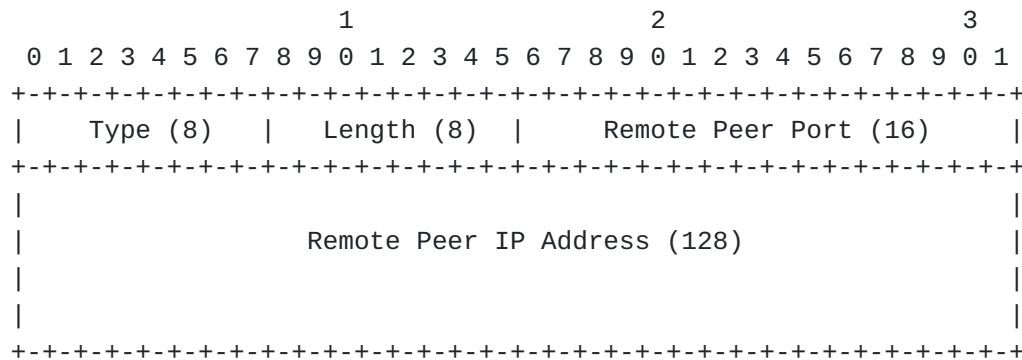 1                   2                   3
 0 1 2 3 4 5 6 7 8 9 0 1 2 3 4 5 6 7 8 9 0 1 2 3 4 5 6 7 8 9 0 1
+-+-+-+-+-+-+-+-+-+-+-+-+-+-+-+-+-+-+-+-+-+-+-+-+-+-+-+-+-+-+-+-+
|    Type (8)   |   Length (8)  |     Remote Peer Port (16)     |
+-+-+-+-+-+-+-+-+-+-+-+-+-+-+-+-+-+-+-+-+-+-+-+-+-+-+-+-+-+-+-+-+
|                                                               |
|                  Remote Peer IP Address (128)                 |
|                                                               |
|                                                               |
+-+-+-+-+-+-+-+-+-+-+-+-+-+-+-+-+-+-+-+-+-+-+-+-+-+-+-+-+-+-+-+-+